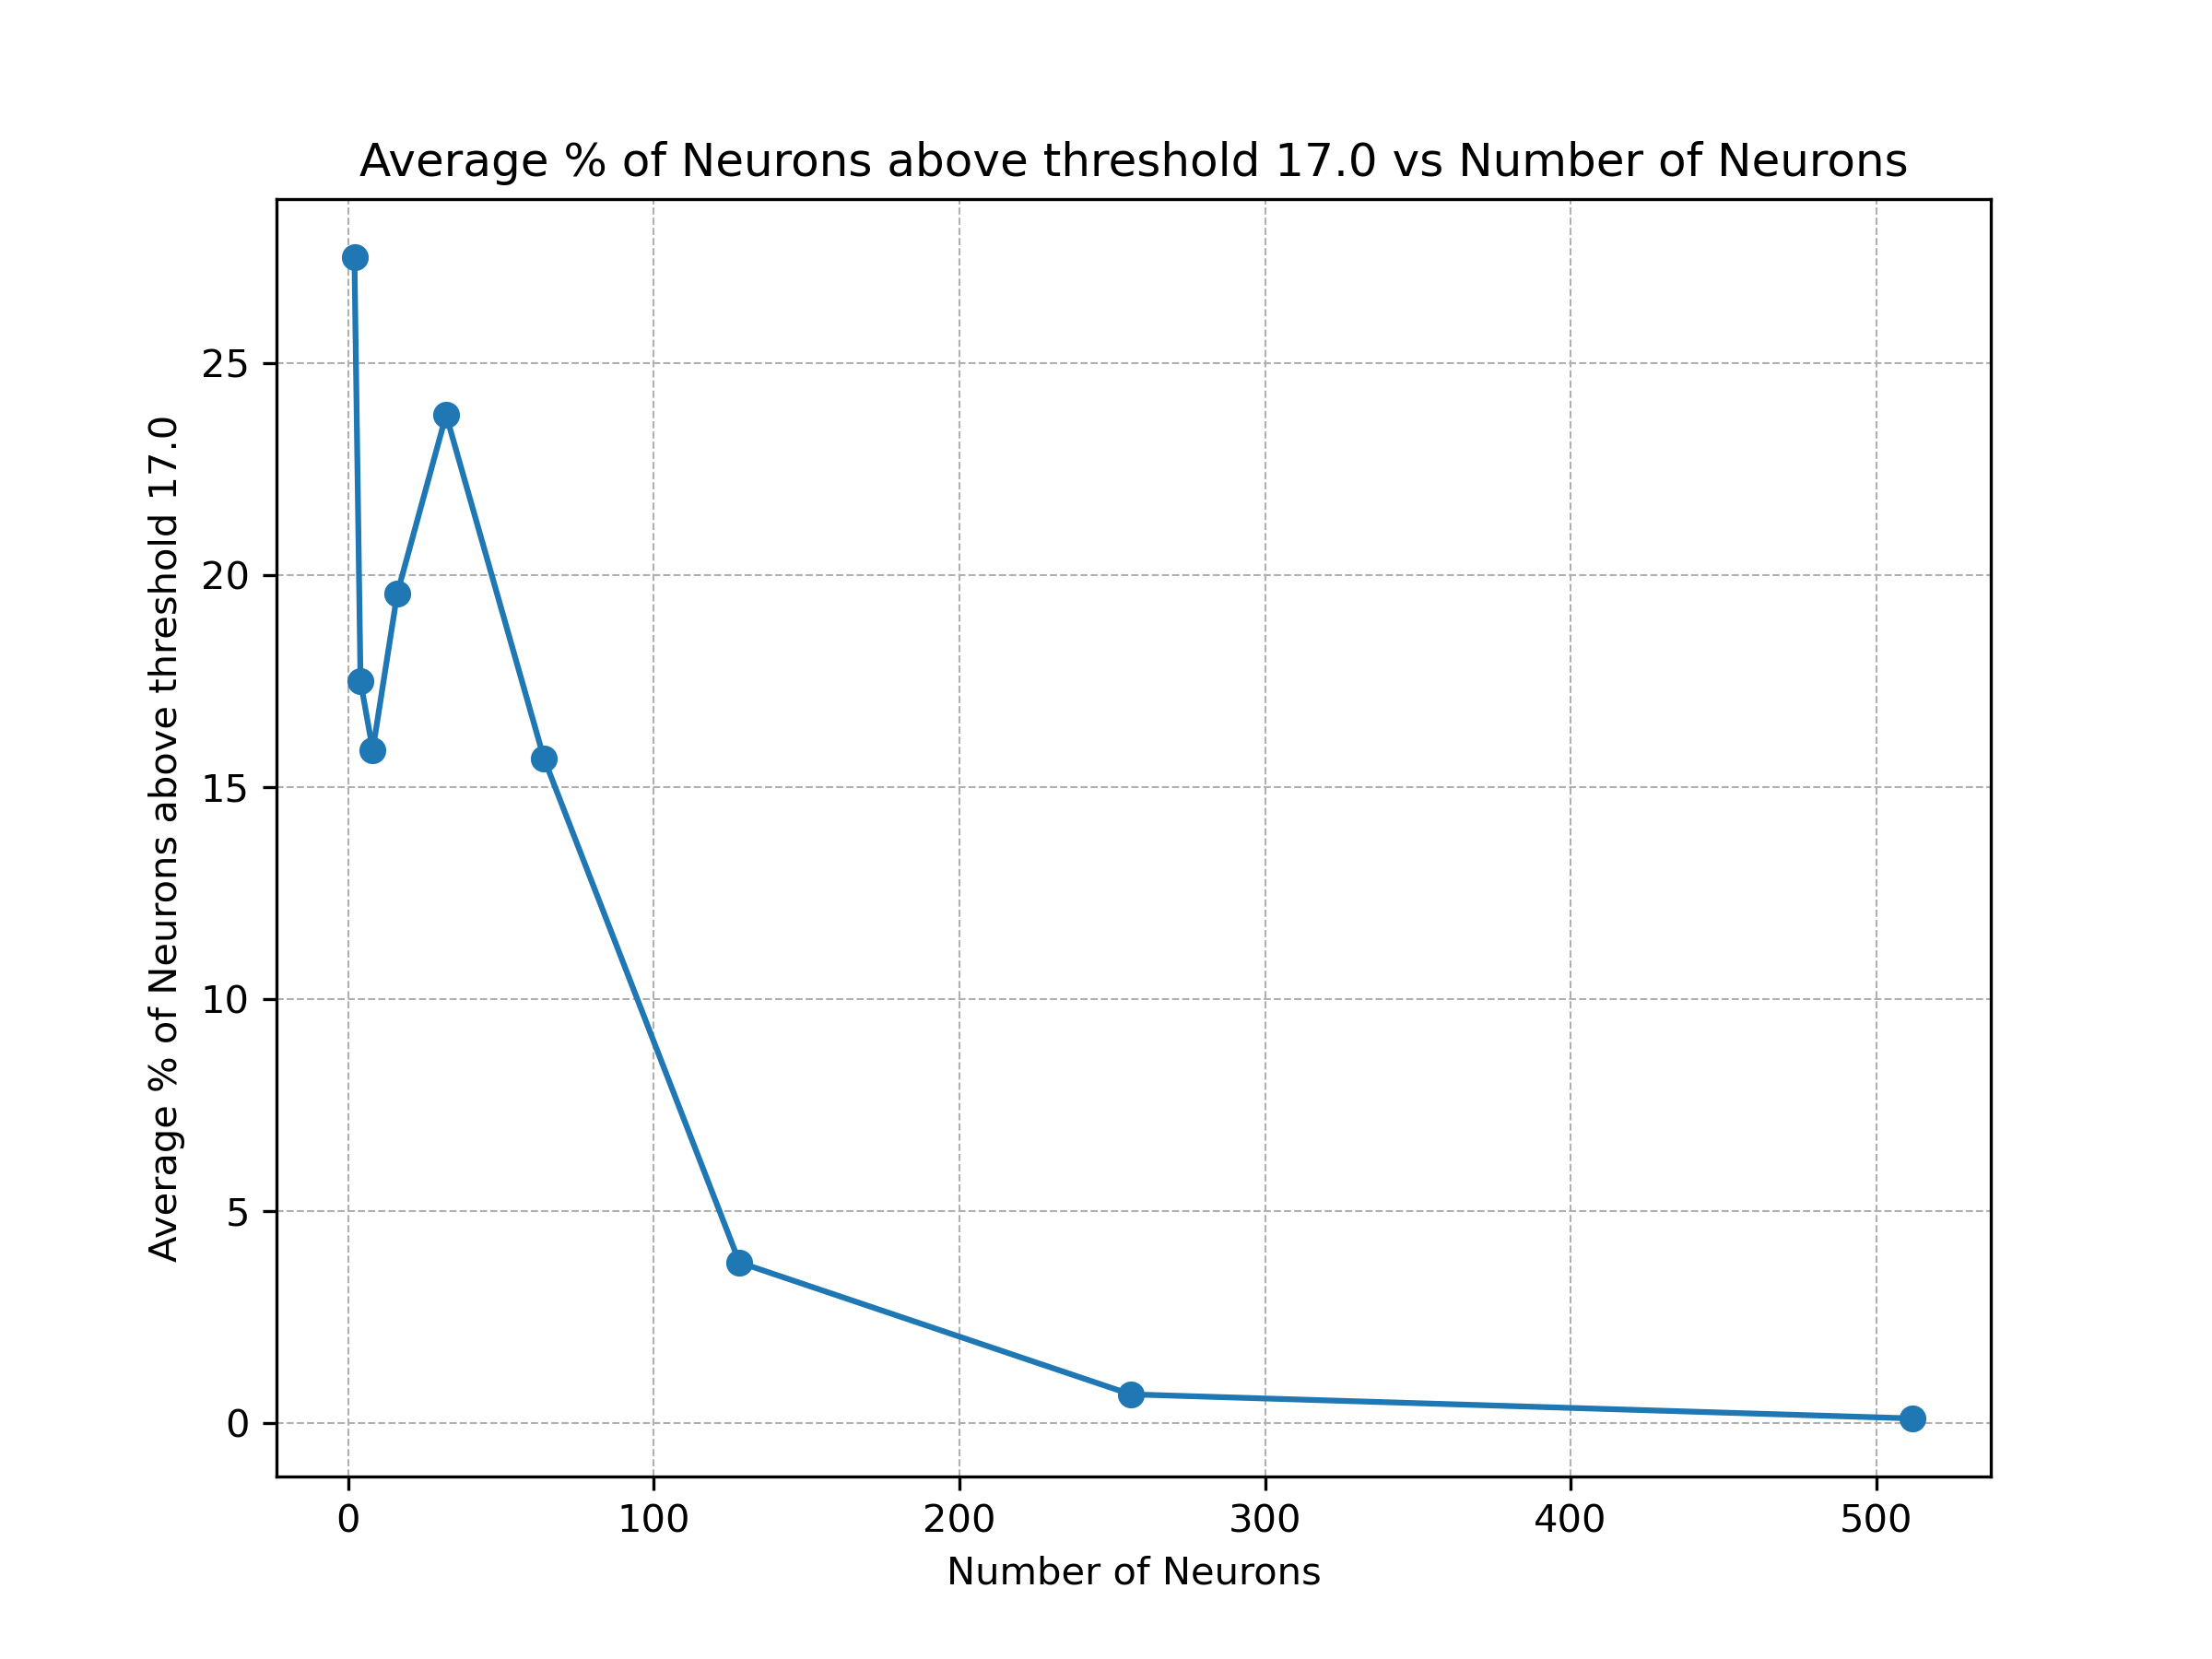 Average % of Neurons above threshold 17.0 vs Number of Neurons
Average % of Neurons above threshold 17.0
25
20
15
10
5
0
0 100 200 300 400 500
Number of Neurons